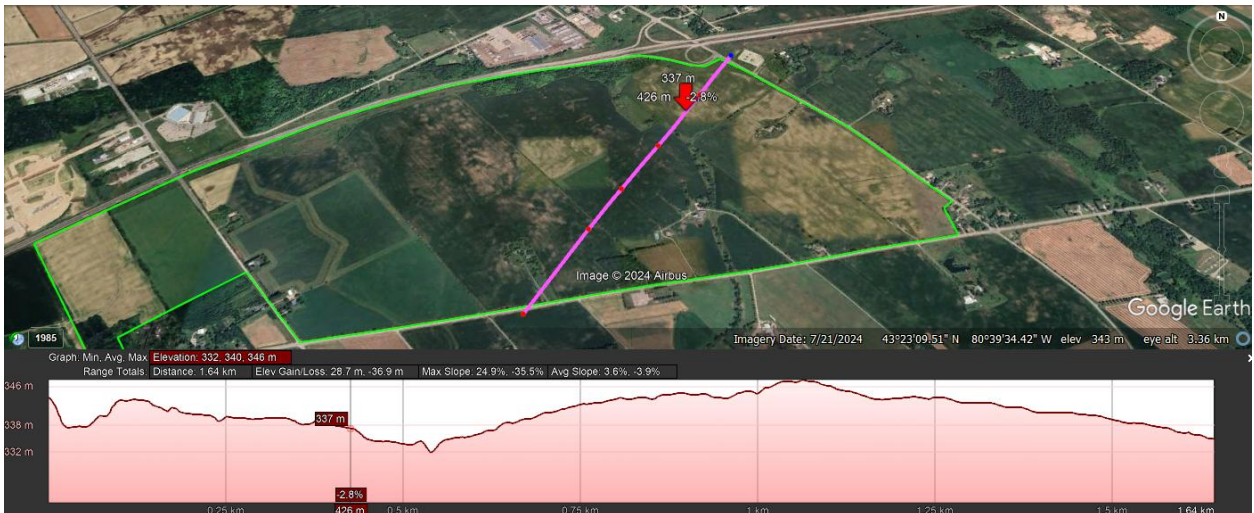 N
337 m
426 m -2.8%
Image © 2024 Airbus
Google Earth
1985
Imagery Date: 7/21/2024 43°23'09.51" N 80°39'34.42" W elev 343 m eye alt 3.36 km
Graph: Min, Avg, Max Elevation: 332, 340, 346 m
Range Totals: Distance: 1.64 km Elev Gain/Loss: 28.7 m, -36.9 m Max Slope: 24.9%, -35.5% Avg Slope: 3.6%, -3.9%
346 m
337 m
338 m
332 m
-2.8%
0.25 km 426 m 0.5 km 0.75 km 1 km 1.25 km 1.5 km 1.64 km